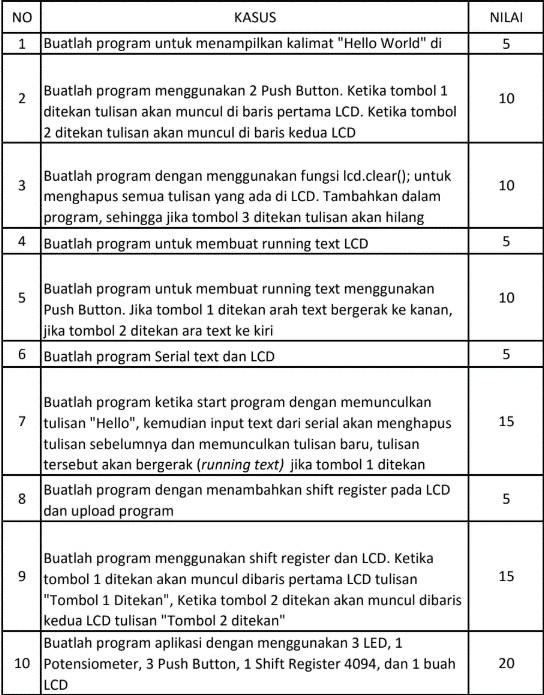 NO KASUS NILAI
1 Buatlah program untuk menampilkan kalimat "Hello World" di 5
Buatlah program menggunakan 2 Push Button. Ketika tombol 1
2 ditekan tulisan akan muncul di baris pertama LCD. Ketika tombol 10
2 ditekan tulisan akan muncul di baris kedua LCD
Buatlah program dengan menggunakan fungsi lcd.clear(); untuk
3 menghapus semua tulisan yang ada di LCD. Tambahkan dalam 10
program, sehingga jika tombol 3 ditekan tulisan akan hilang
4 Buatlah program untuk membuat running text LCD 5
Buatlah program untuk membuat running text menggunakan
5 Push Button. Jika tombol 1 ditekan arah text bergerak ke kanan, 10
jika tombol 2 ditekan ara text ke kiri
6 Buatlah program Serial text dan LCD 5
Buatlah program ketika start program dengan memunculkan
7 tulisan "Hello", kemudian input text dari serial akan menghapus 15
tulisan sebelumnya dan memunculkan tulisan baru, tulisan
tersebut akan bergerak (running text) jika tombol 1 ditekan
8 Buatlah program dengan menambahkan shift register pada LCD 5
dan upload program
Buatlah program menggunakan shift register dan LCD. Ketika
9 tombol 1 ditekan akan muncul dibaris pertama LCD tulisan 15
"Tombol 1 Ditekan", Ketika tombol 2 ditekan akan muncul dibaris
kedua LCD tulisan "Tombol 2 ditekan"
Buatlah program aplikasi dengan menggunakan 3 LED, 1
10 Potensiometer, 3 Push Button, 1 Shift Register 4094, dan 1 buah 20
LCD